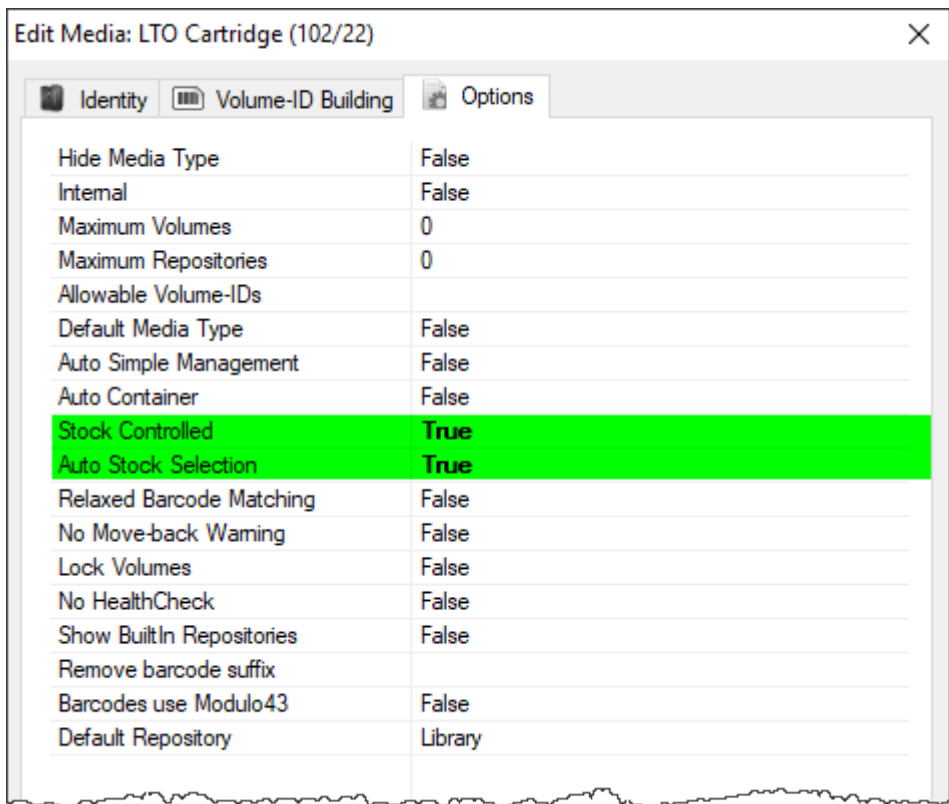 Edit Media: LTO Cartridge (102/22)
Identity Volume-ID Building Options
Hide Media Type False
Internal False
Maximum Volumes 0
Maximum Repositories 0
Allowable Volume-IDs
Default Media Type False
Auto Simple Management False
Auto Container False
Stock Controlled True
Auto Stock Selection True
Relaxed Barcode Matching False
No Move-back Warning False
Lock Volumes False
No HealthCheck False
Show BuiltIn Repositories False
Remove barcode suffix
Barcodes use Modulo43 False
Default Repository Library